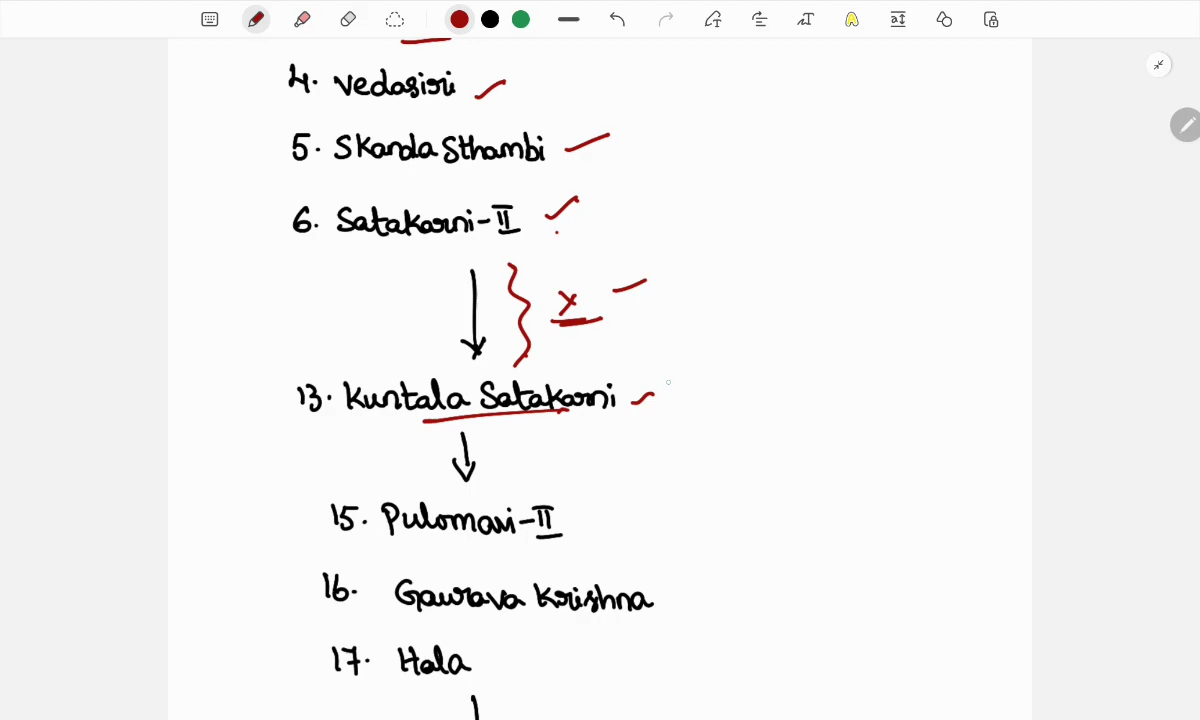 4. Vedasiri
5. Skanda Sthambi
6. Satakarni-II
x
13. Kuntala Satakarni
15. Pulomavi-II
16. Gaurava Krishna
17. Hala